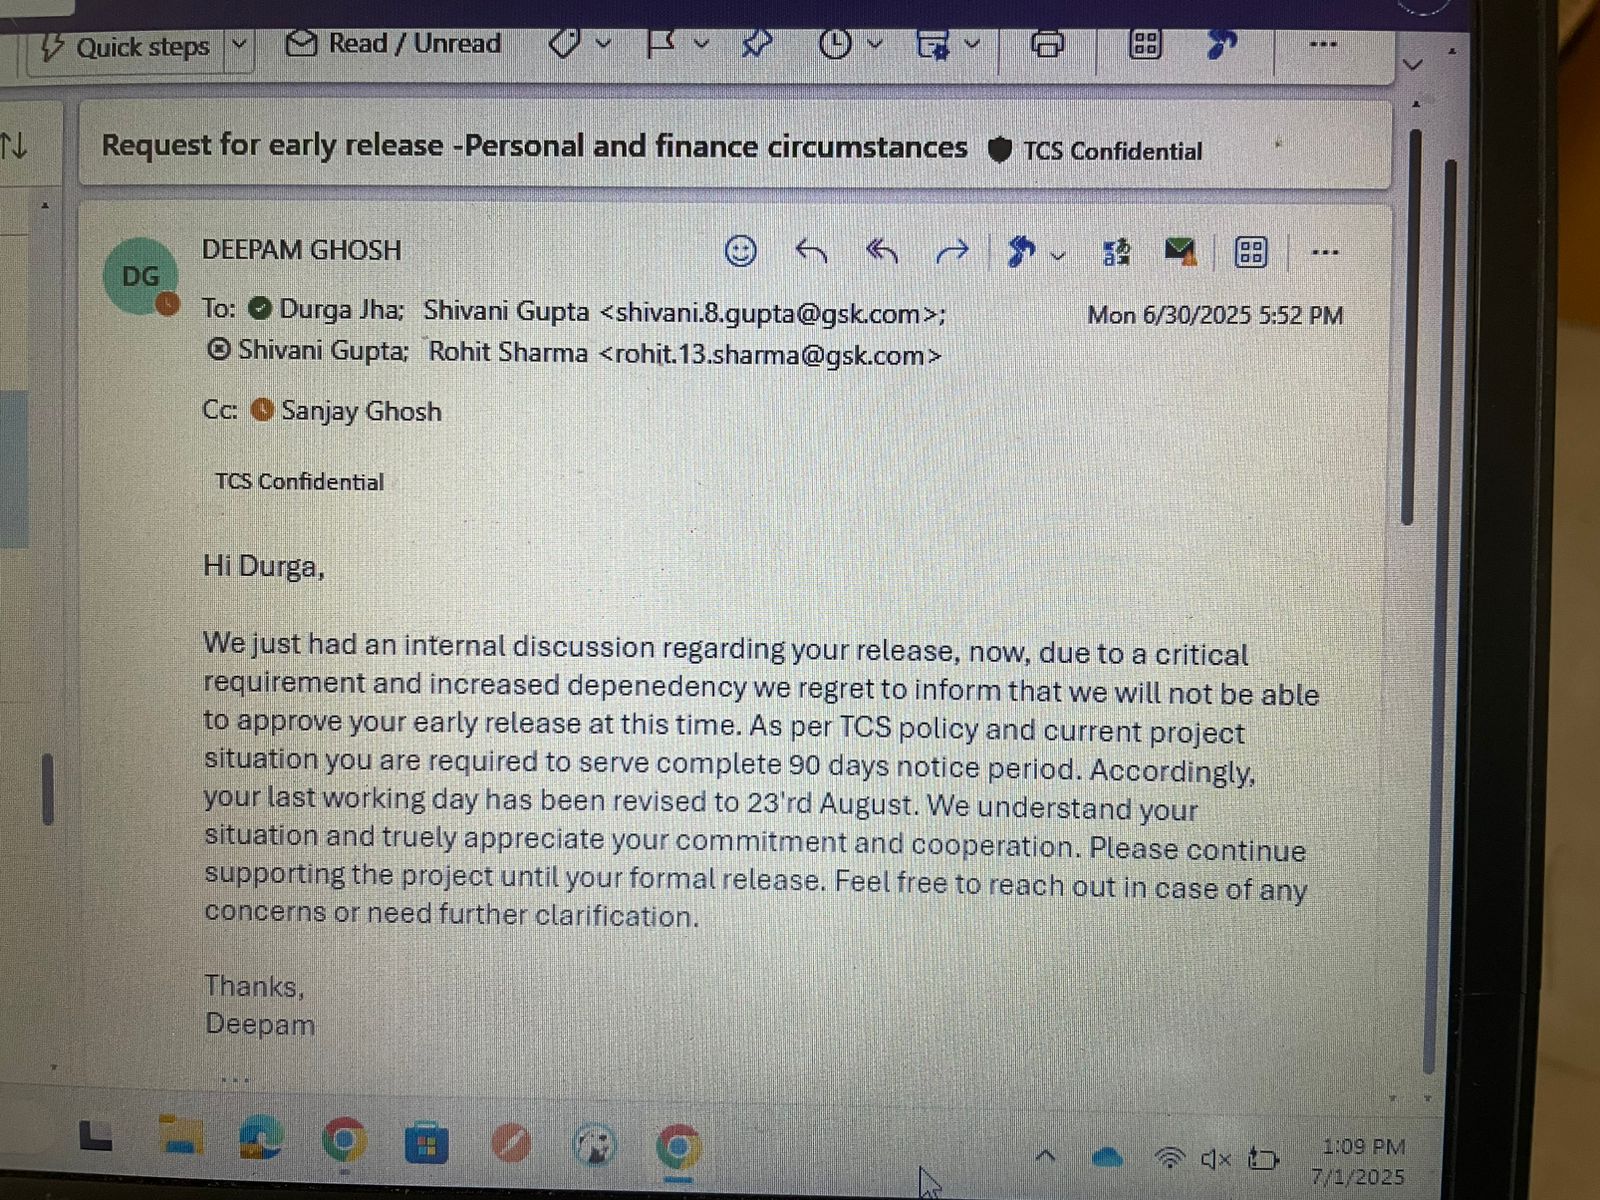 Quick steps
Read / Unread
Request for early release -Personal and finance circumstances TCS Confidential
DG
DEEPAM GHOSH
To: Durga Jha; Shivani Gupta <shivani.8.gupta@gsk.com>;
Mon 6/30/2025 5:52 PM
Shivani Gupta; Rohit Sharma <rohit.13.sharma@gsk.com>
Cc: Sanjay Ghosh
TCS Confidential
Hi Durga,
We just had an internal discussion regarding your release, now, due to a critical
requirement and increased depenedency we regret to inform that we will not be able
to approve your early release at this time. As per TCS policy and current project
situation you are required to serve complete 90 days notice period. Accordingly,
your last working day has been revised to 23'rd August. We understand your
situation and truely appreciate your commitment and cooperation. Please continue
supporting the project until your formal release. Feel free to reach out in case of any
concerns or need further clarification.
Thanks,
Deepam
1:09 PM
7/1/2025